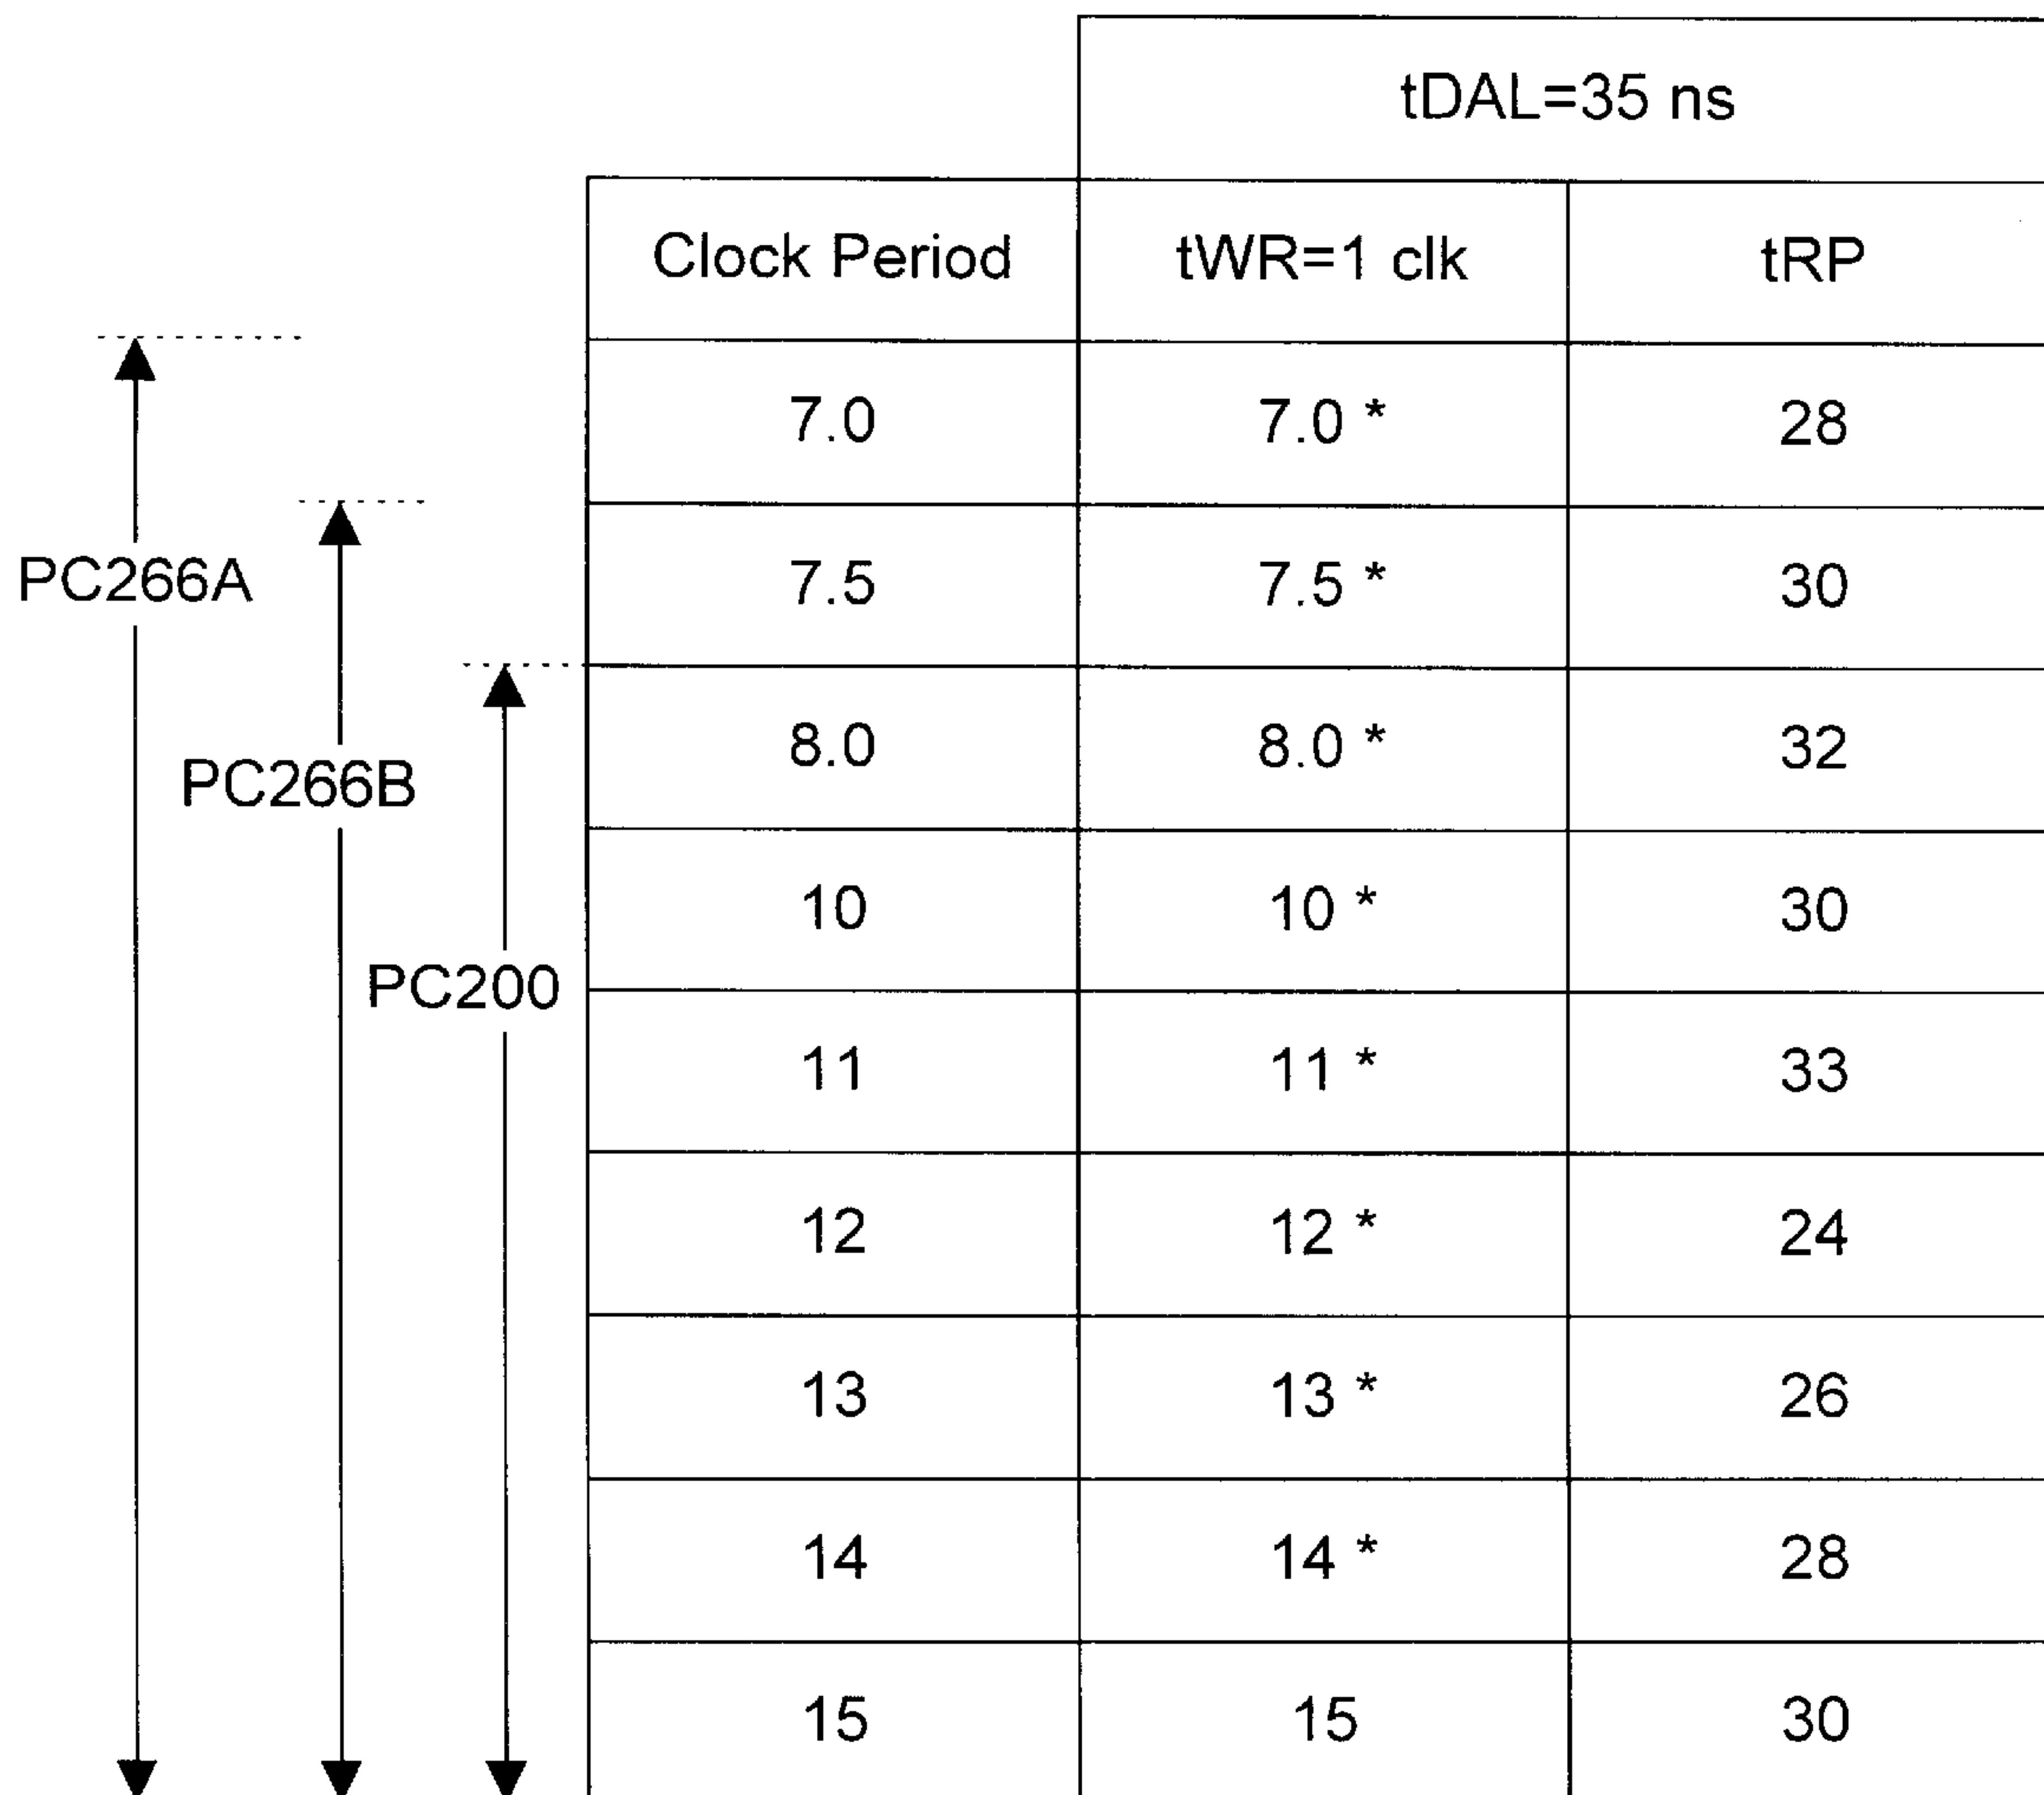 tDAL=35 ns
Clock Period tWR=1 clk tRP
7.0 7.0 * 28
PC266A 7.5 7.5 * 30
PC266B 8.0 8.0 * 32
10 10 * 30
PC200 11 11 * 33
12 12 * 24
13 13 * 26
14 14 * 28
15 15 30